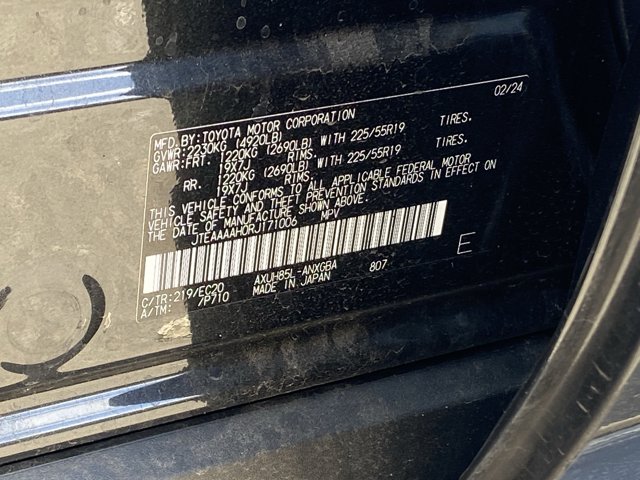 MFD. BY: TOYOTA MOTOR CORPORATION 02/24
GVWR: 2230KG (4920LB)
GAWR: FRT. 1220KG (2690LB) WITH 225/55R19 TIRES.
19X7J RIMS.
RR. 1220KG (2690LB) WITH 225/55R19 TIRES.
19X7J RIMS.
THIS VEHICLE CONFORMS TO ALL APPLICABLE FEDERAL MOTOR
VEHICLE SAFETY AND THEFT PREVENTION STANDARDS IN EFFECT ON
THE DATE OF MANUFACTURE SHOWN ABOVE.
JTEAAAAH0RJ171006 MPV
E
C/TR: 219/EC20 AXUH85L-ANXGBA 807
A/TM: 7P710 MADE IN JAPAN